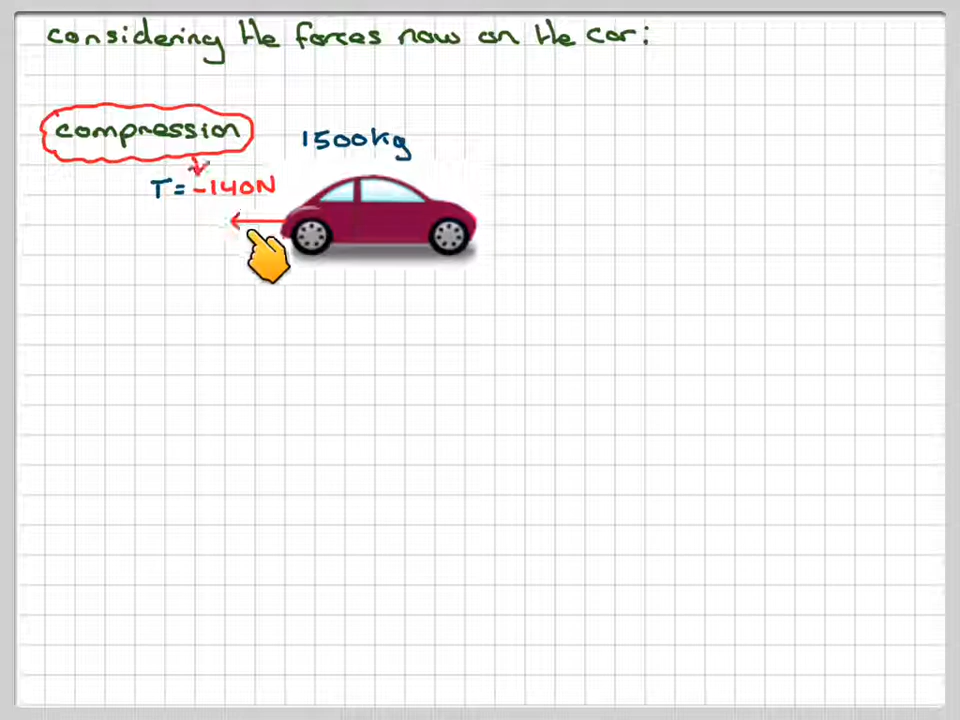 considering the forces now on the car:
compression
1500kg
T = -140N